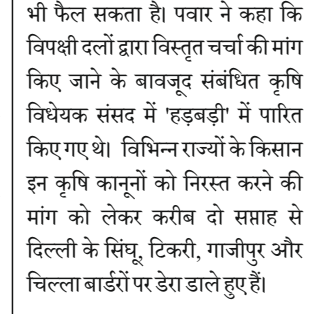 भी फैल सकता है। पवार ने कहा कि
विपक्षी दलों द्वारा विस्तृत चर्चा की मांग
किए जाने के बावजूद संबंधित कृषि
विधेयक संसद में 'हड़बड़ी' में पारित
किए गए थे। विभिन्न राज्यों के किसान
इन कृषि कानूनों को निरस्त करने की
मांग को लेकर करीब दो सप्ताह से
दिल्ली के सिंघू, टिकरी, गाजीपुर और
चिल्ला बार्डरों पर डेरा डाले हुए हैं।